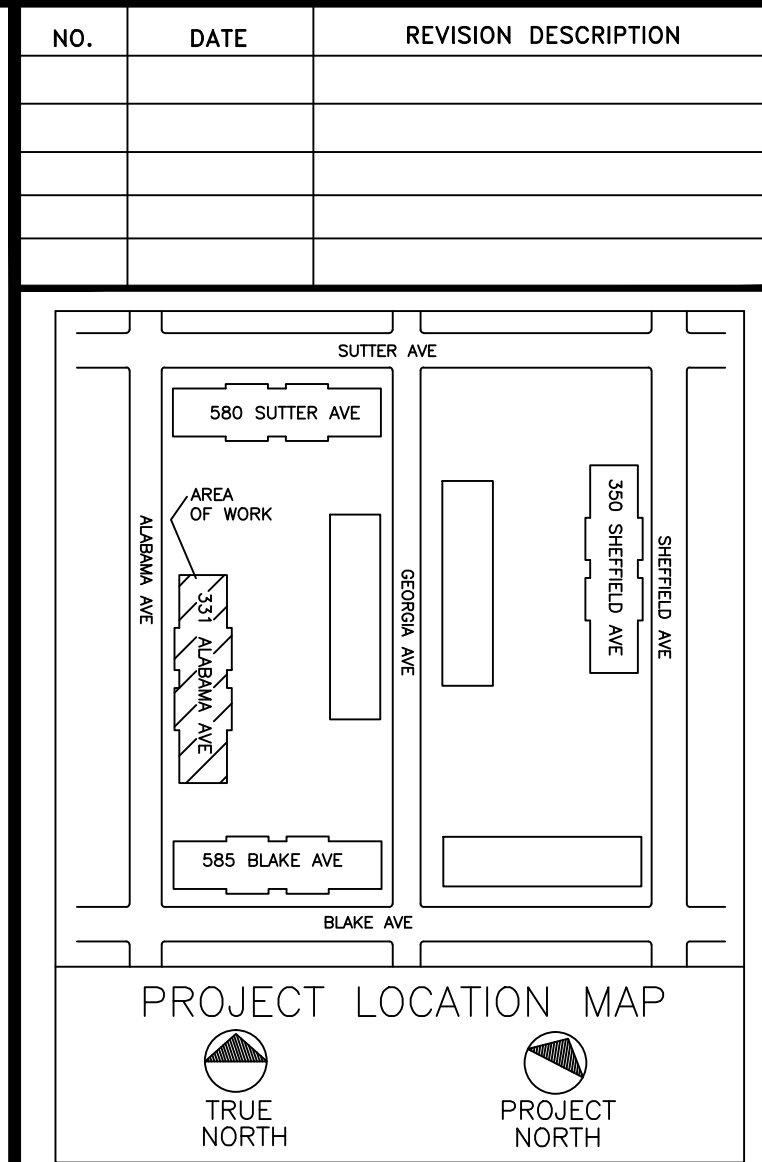 NO. DATE REVISION DESCRIPTION
SUTTER AVE
580 SUTTER AVE
AREA
OF WORK
ALABAMA AVE
331 ALABAMA AVE
GEORGIA AVE
350 SHEFFIELD AVE
SHEFFIELD AVE
585 BLAKE AVE
BLAKE AVE
PROJECT LOCATION MAP
TRUE
NORTH
PROJECT
NORTH